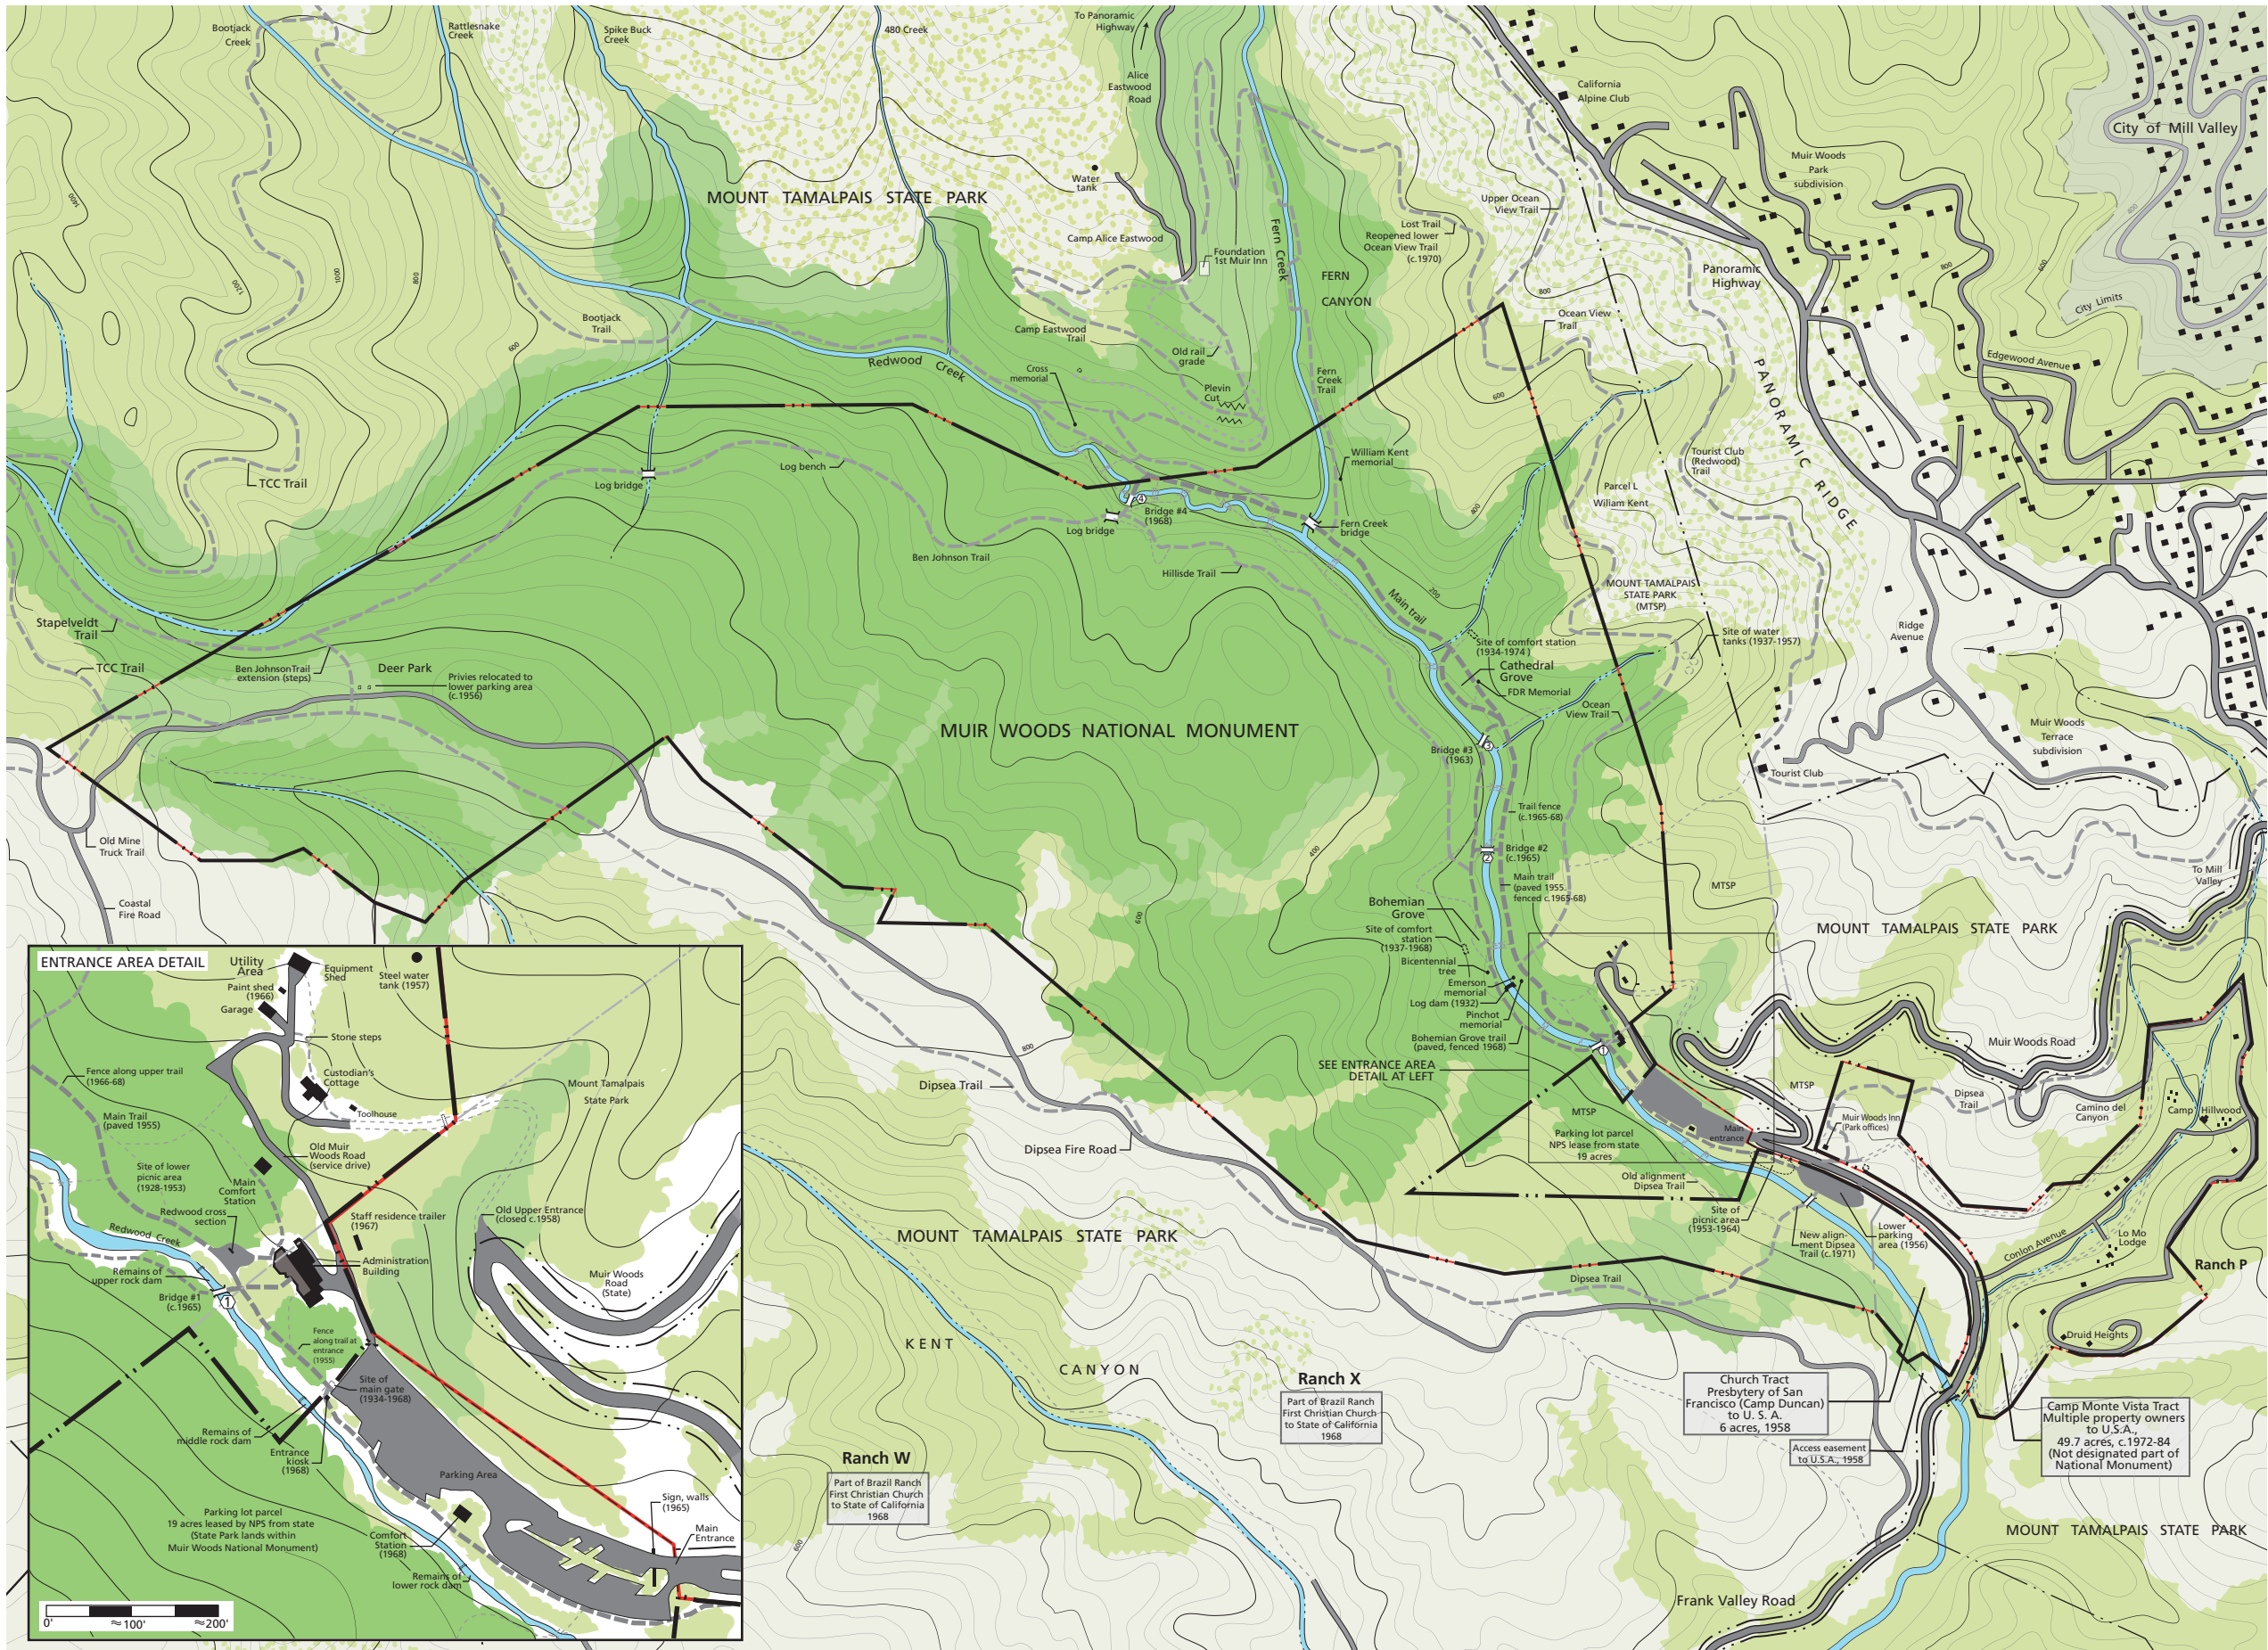 Bootjack
Creek
Rattlesnake
Creek
Spike Buck
Creek
480 Creek
To Panoramic
Highway
Alice
Eastwood
Road
California
Alpine Club
City of Mill Valley
Muir Woods
Park
subdivision
MOUNT TAMALPAIS STATE PARK
Water
tank
Camp Alice Eastwood
Foundation
1st Muir Inn
Fern Creek
FERN
CANYON
Upper Ocean
View Trail
Lost Trail
Reopened lower
Ocean View Trail
(c.1970)
Panoramic
Highway
City Limits
1400
1200
1000
800
600
800
800
600
600
Bootjack
Trail
Camp Eastwood
Trail
Ocean View
Trail
Redwood Creek
Old rail
grade
Cross
memorial
Plevin
Cut
Fern
Creek
Trail
600
Edgewood Avenue
PANORAMIC RIDGE
TCC Trail
Log bridge
Log bench
William Kent
memorial
Tourist Club
(Redwood)
Trail
Parcel L
Wiliam Kent
400
4
Bridge #4
(1968)
Log bridge
Fern Creek
bridge
Ben Johnson Trail
Hillisde Trail
Main trail
200
MOUNT TAMALPAIS
STATE PARK
(MTSP)
Stapelveldt
Trail
TCC Trail
Ben JohnsonTrail
extension (steps)
Deer Park
Privies relocated to
lower parking area
(c.1956)
Site of comfort station
(1934-1974)
Cathedral
Grove
FDR Memorial
Site of water
tanks (1937-1957)
Ridge
Avenue
Ocean
View Trail
MUIR WOODS NATIONAL MONUMENT
Bridge #3
(1963)
3
Muir Woods
Terrace
subdivision
Tourist Club
Old Mine
Truck Trail
Trail fence
(c.1965-68)
Bridge #2
(c.1965)
2
400
600
Main trail
(paved 1955.
fenced c.1965-68)
MTSP
To Mill
Valley
Coastal
Fire Road
Bohemian
Grove
Site of comfort
station
(1937-1968)
MOUNT TAMALPAIS STATE PARK
Bicentennial
tree
Emerson
memorial
Log dam (1932)
Pinchot
memorial
Bohemian Grove trail
(paved, fenced 1968)
1
SEE ENTRANCE AREA
DETAIL AT LEFT
800
Dipsea Trail
Dipsea Fire Road
Muir Woods Road
MTSP
MTSP
Parking lot parcel
NPS lease from state
19 acres
Main
entrance
Muir Woods Inn
(Park offices)
Dipsea
Trail
Camino del
Canyon
Camp Hillwood
Old alignment
Dipsea Trail
Site of
picnic area
(1953-1964)
New align-
ment Dipsea
Trail (c.1971)
Lower
parking
area (1956)
Conlon Avenue
Lo Mo
Lodge
Ranch P
Druid Heights
MOUNT TAMALPAIS STATE PARK
Dipsea Trail
KENT
CANYON
Ranch X
Part of Brazil Ranch
First Christian Church
to State of California
1968
Ranch W
Part of Brazil Ranch
First Christian Church
to State of California
1968
600
Church Tract
Presbytery of San
Francisco (Camp Duncan)
to U. S. A.
6 acres, 1958
Access easement
to U.S.A., 1958
Camp Monte Vista Tract
Multiple property owners
to U.S.A.,
49.7 acres, c.1972-84
(Not designated part of
National Monument)
MOUNT TAMALPAIS STATE PARK
Frank Valley Road
ENTRANCE AREA DETAIL
Utility
Area
Equipment
Shed
Steel water
tank (1957)
Paint shed
(1966)
Garage
Stone steps
Fence along upper trail
(1966-68)
Custodian's
Cottage
Toolhouse
Mount Tamalpais
State Park
Main Trail
(paved 1955)
Old Muir
Woods Road
(service drive)
Site of lower
picnic area
(1928-1953)
Main
Comfort
Station
Redwood cross
section
Staff residence trailer
(1967)
Old Upper Entrance
(closed c.1958)
Redwood Creek
Remains of
upper rock dam
Administration
Building
Muir Woods
Road
(State)
Bridge #1
(c.1965)
1
Fence
along trail at
entrance
(1955)
Site of
main gate
(1934-1968)
Remains of
middle rock dam
Entrance
kiosk
(1968)
Parking Area
Sign, walls
(1965)
Main
Entrance
Parking lot parcel
19 acres leased by NPS from state
(State Park lands within
Muir Woods National Monument)
Comfort
Station
(1968)
Remains of
lower rock dam
0' ≈100' ≈200'